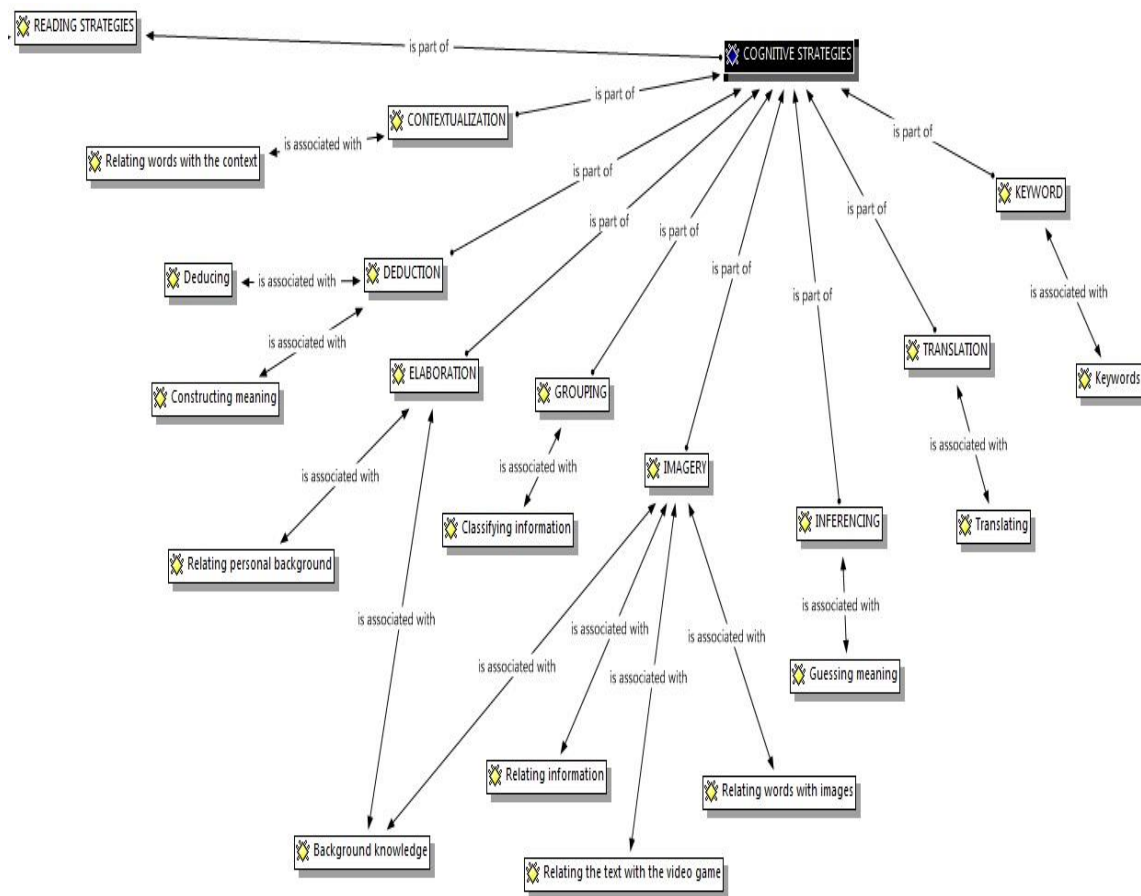 READING STRATEGIES
is part of
COGNITIVE STRATEGIES
is part of
CONTEXTUALIZATION
is associated with
Relating words with the context
is part of
KEYWORD
is part of
is part of
is part of
is part of
is part of
is part of
Deducing
is associated with
DEDUCTION
is associated with
is associated with
TRANSLATION
ELABORATION
Keywords
Constructing meaning
GROUPING
is associated with
is associated with
is associated with
IMAGERY
Classifying information
INFERENCING
Translating
Relating personal background
is associated with
is associated with
is associated with
is associated with
is associated with
is associated with
Guessing meaning
Relating information
Relating words with images
Background knowledge
Relating the text with the video game